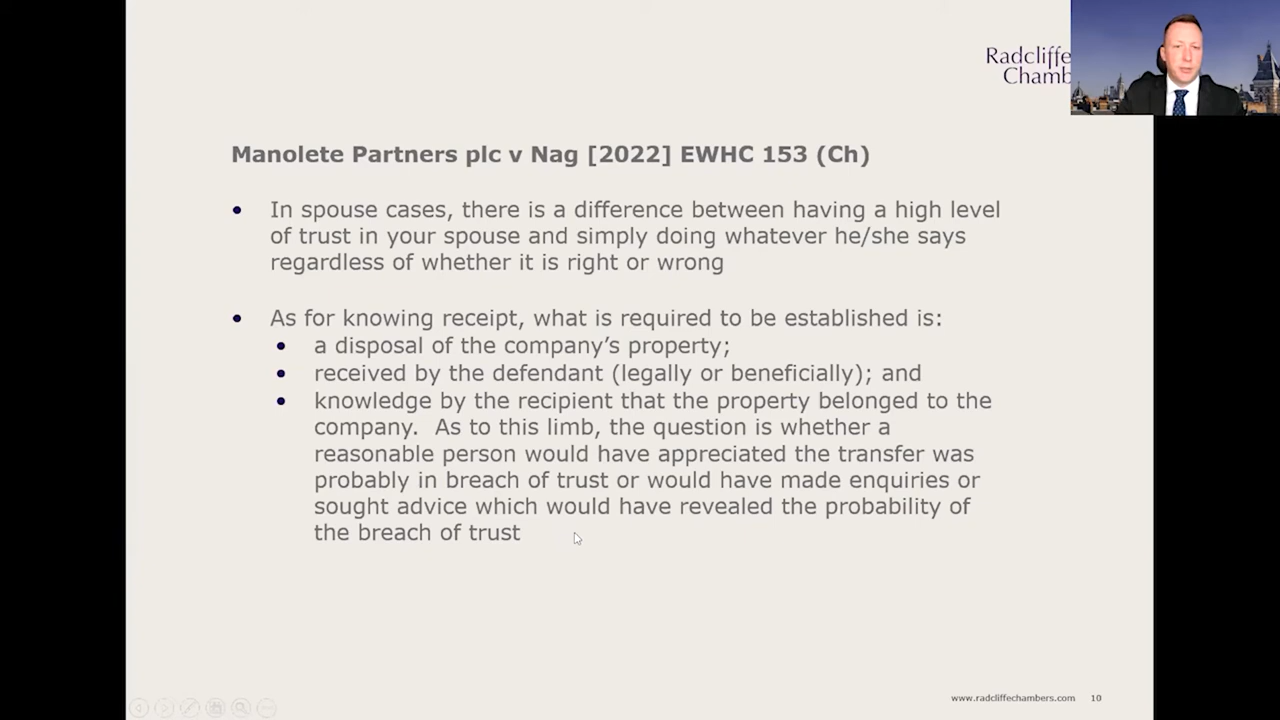 Radcliffe
Chamb
Manolete Partners plc v Nag [2022] EWHC 153 (Ch)
• In spouse cases, there is a difference between having a high level
of trust in your spouse and simply doing whatever he/she says
regardless of whether it is right or wrong
• As for knowing receipt, what is required to be established is:
• a disposal of the company’s property;
• received by the defendant (legally or beneficially); and
• knowledge by the recipient that the property belonged to the
company. As to this limb, the question is whether a
reasonable person would have appreciated the transfer was
probably in breach of trust or would have made enquiries or
sought advice which would have revealed the probability of
the breach of trust
www.radcliffechambers.com 10